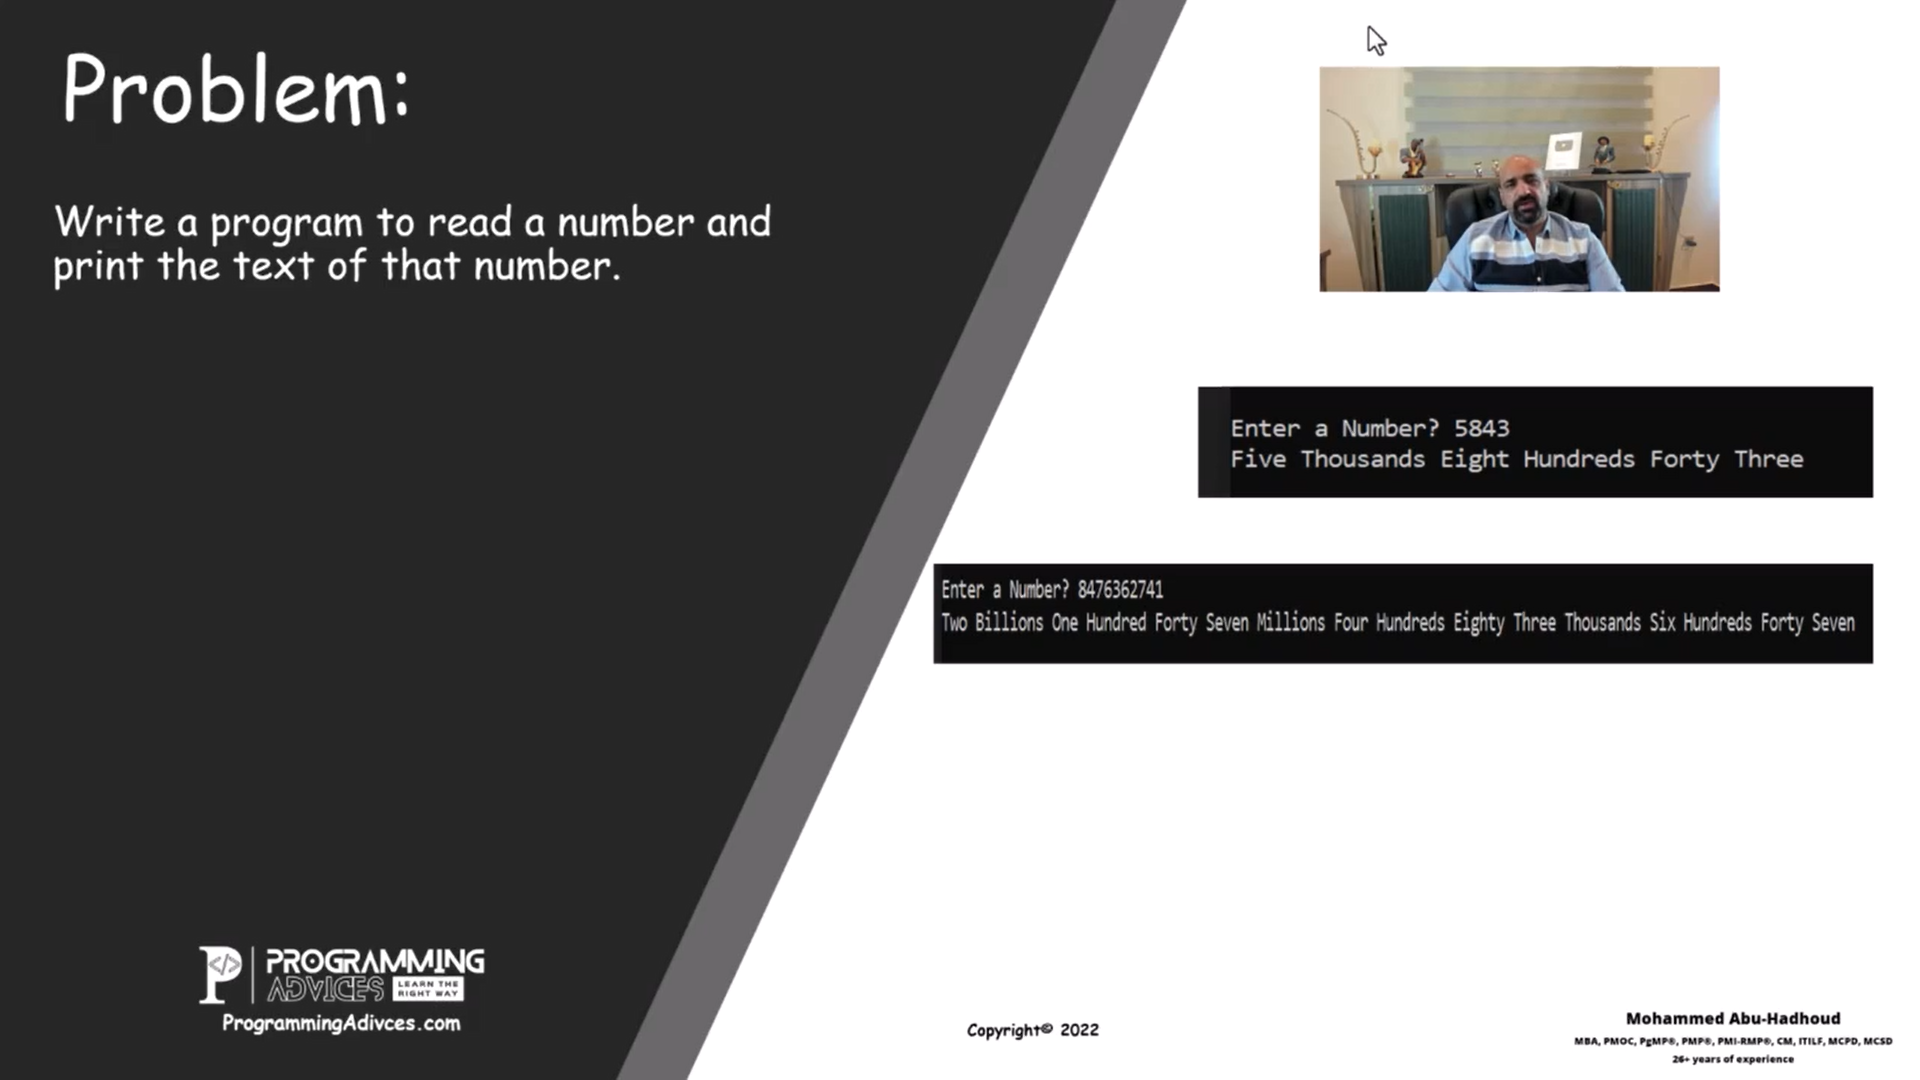 Problem:
Write a program to read a number and
print the text of that number.
Enter a Number? 5843
Five Thousands Eight Hundreds Forty Three
Enter a Number? 8476362741
Two Billions One Hundred Forty Seven Millions Four Hundreds Eighty Three Thousands Six Hundreds Forty Seven
P </> PROGRAMMING
ADVICES LEARN THE
RIGHT WAY
ProgrammingAdivces.com
Copyright© 2022
Mohammed Abu-Hadhoud
MBA, PMOC, PgMP®, PMP®, PMI-RMP®, CM, ITILF, MCPD, MCSD
26+ years of experience